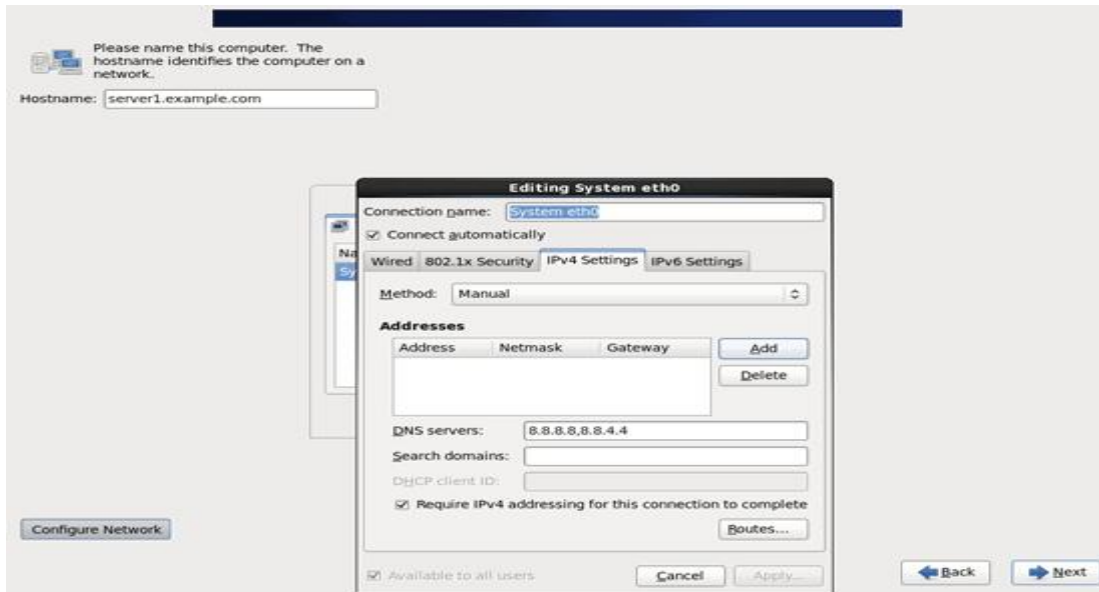 Please name this computer. The
hostname identifies the computer on a
network.
Hostname: server1.example.com
Editing System eth0
Connection name: System eth0
Connect automatically
Na
Wired 802.1x Security IPv4 Settings IPv6 Settings
Sy
Method: Manual
Addresses
Address Netmask Gateway Add
Delete
DNS servers: 8.8.8.8,8.8.4.4
Search domains:
DHCP client ID:
Require IPv4 addressing for this connection to complete
Configure Network Routes...
Available to all users Cancel Apply... Back Next